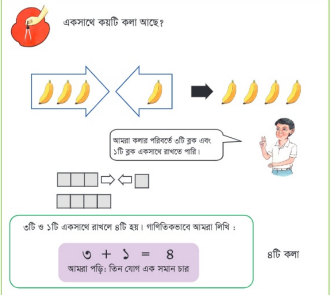 একসাথে কয়টি কলা আছে?
আমরা কলার পরিবর্তে ৩টি ব্লক এবং
১টি ব্লক একসাথে রাখতে পারি।
৩টি ও ১টি একসাথে রাখলে ৪টি হয়। গাণিতিকভাবে আমরা লিখি :
৩ + ১ = ৪
আমরা পড়ি: তিন যোগ এক সমান চার
৪টি কলা